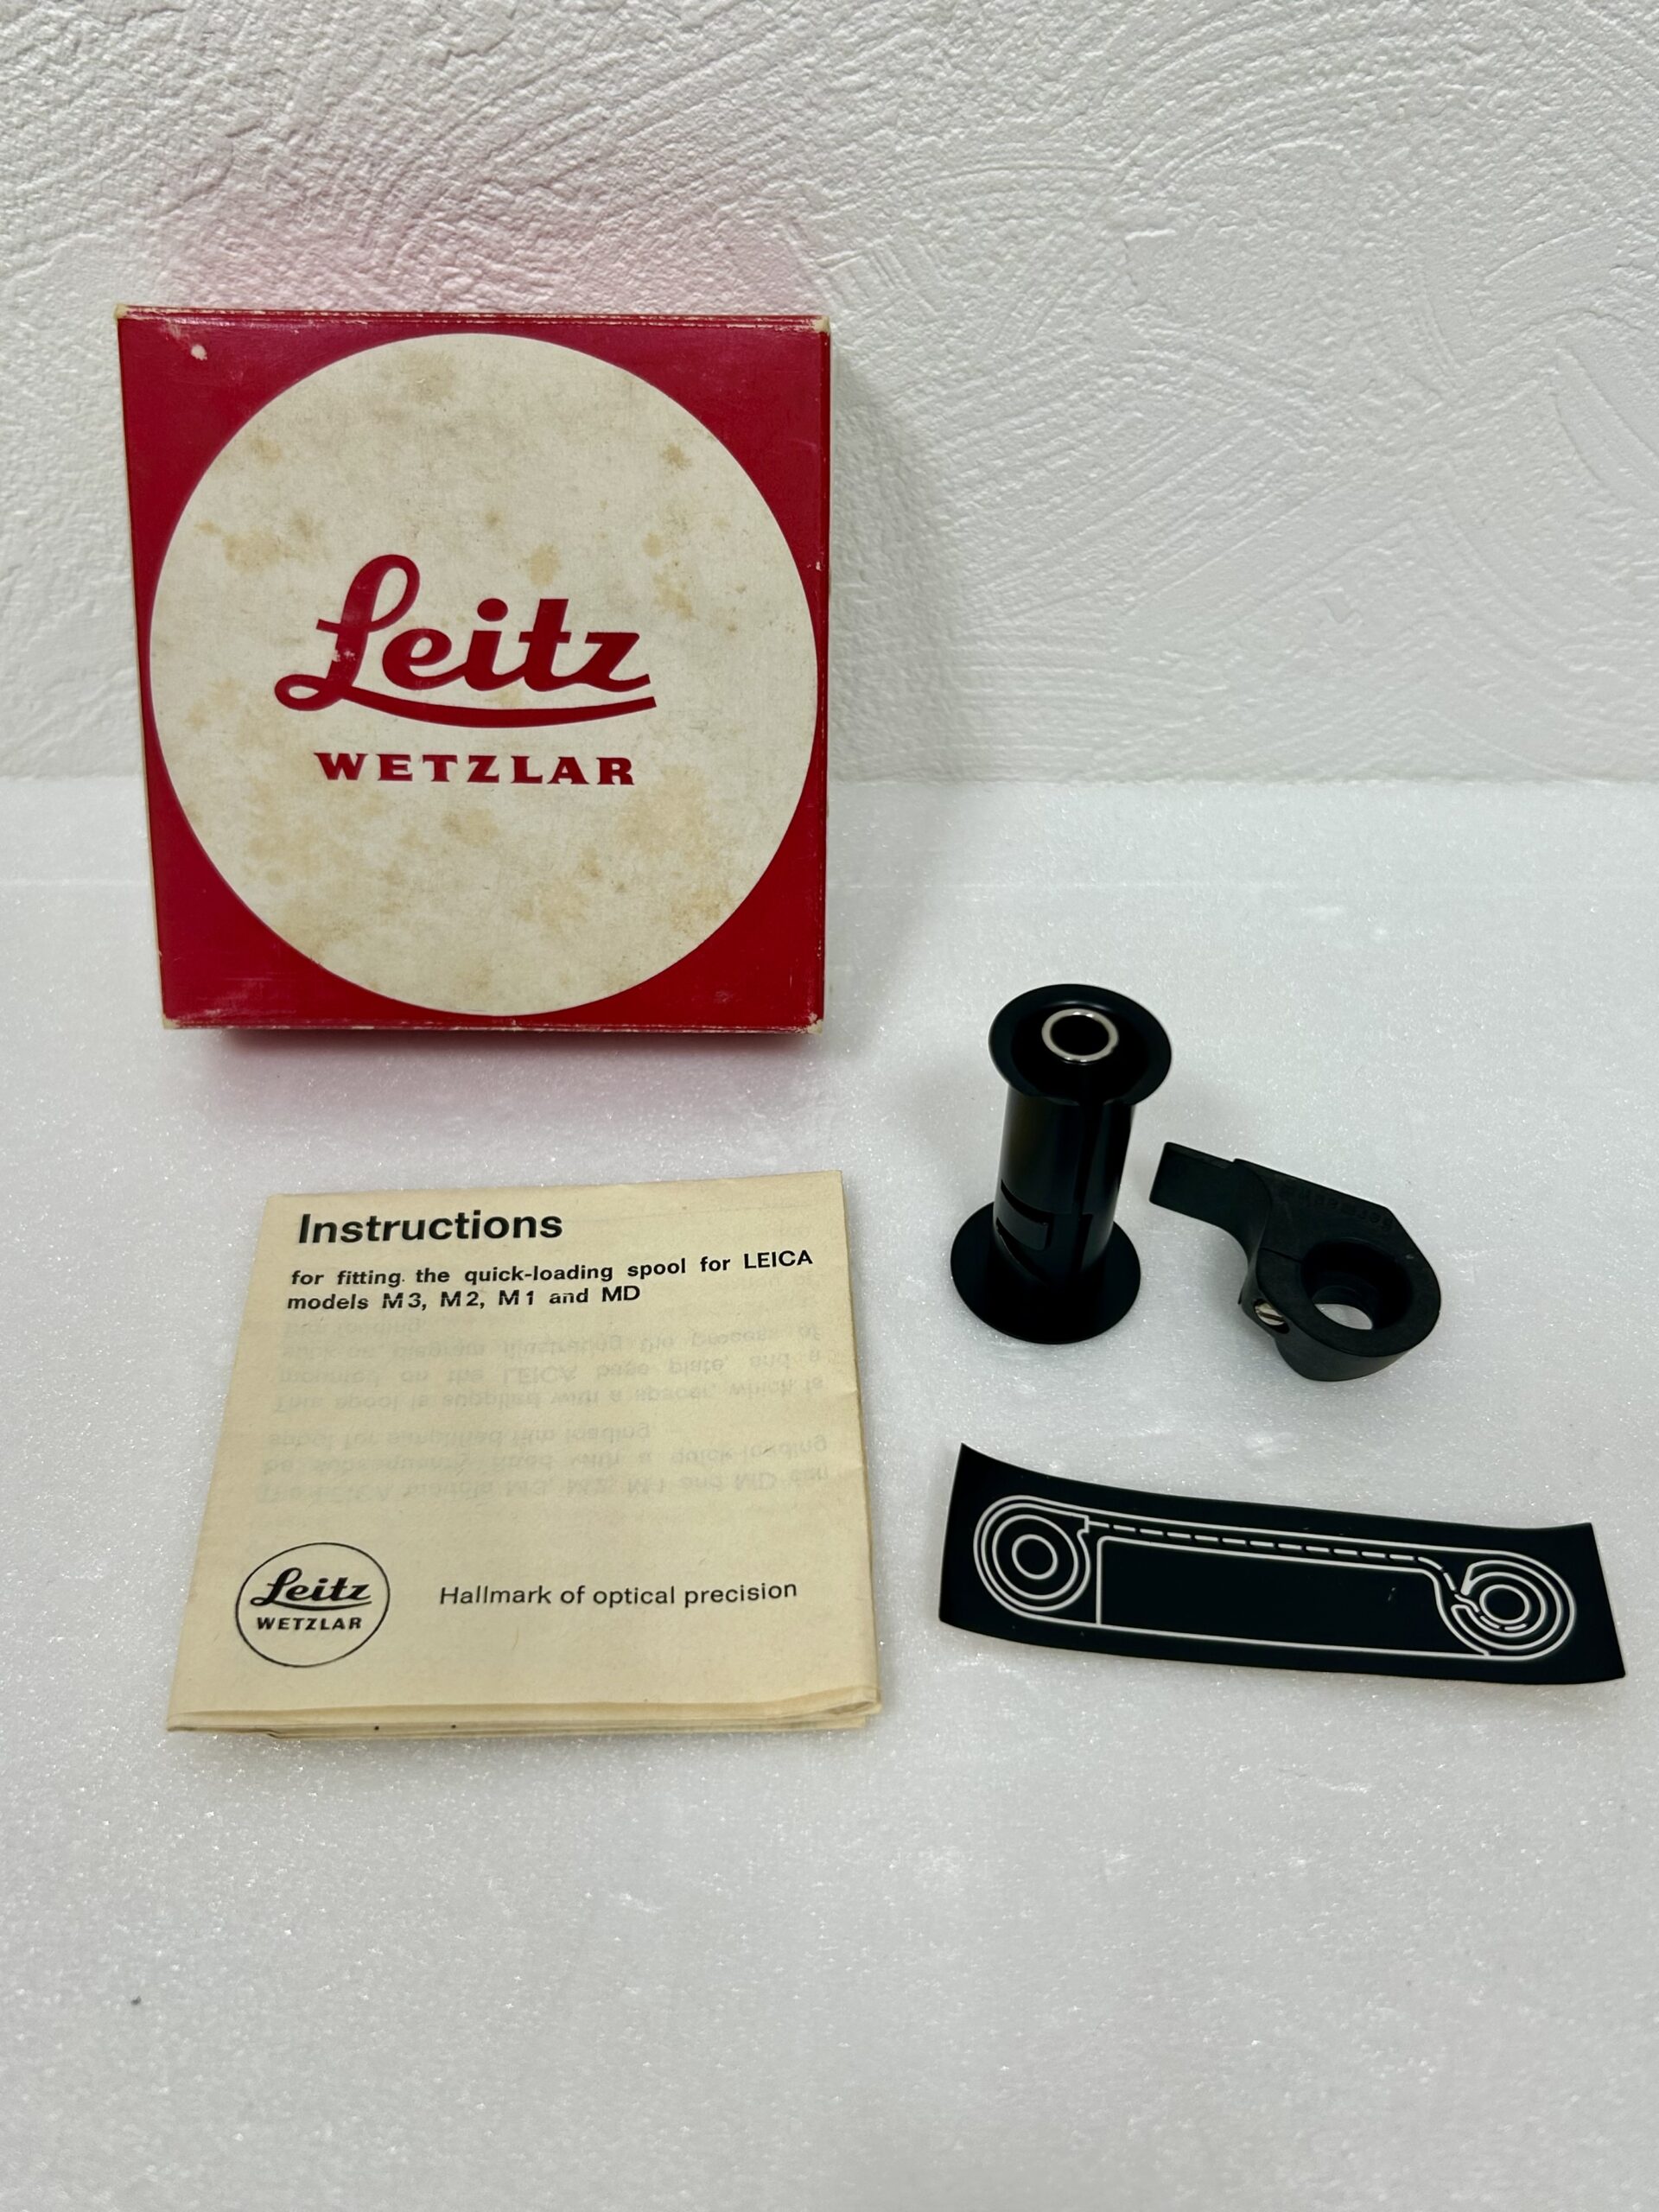 Leitz
WETZLAR
Instructions
for fitting the quick-loading spool for LEICA
models M3, M2, M1 and MD
Leitz
WETZLAR
Hallmark of optical precision